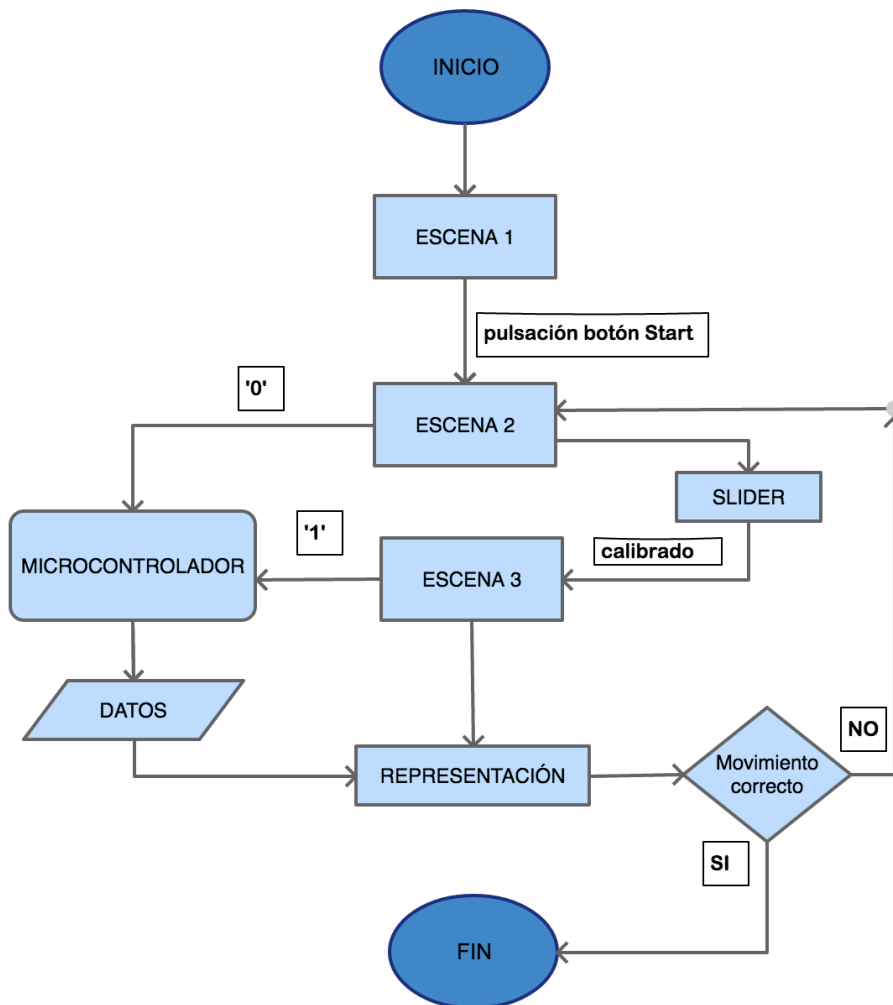 INICIO
ESCENA 1
pulsación botón Start
'0'
ESCENA 2
SLIDER
'1'
calibrado
MICROCONTROLADOR
ESCENA 3
DATOS
REPRESENTACIÓN
Movimiento
correcto
NO
SI
FIN